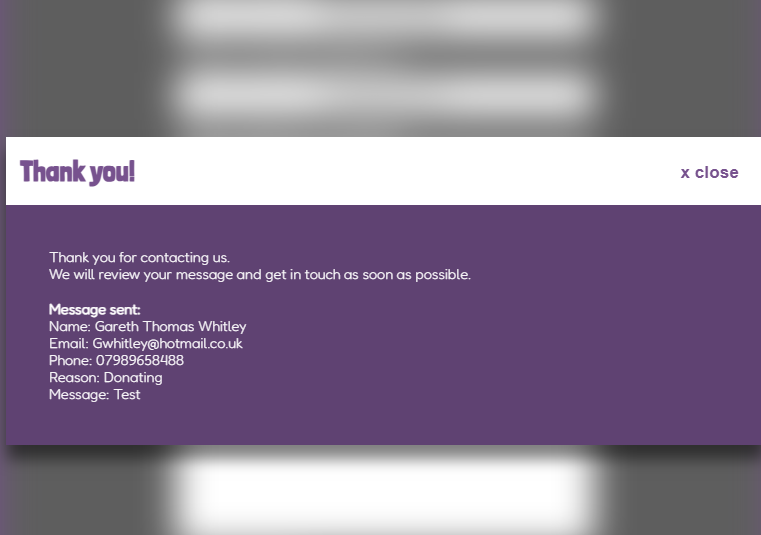 Thank you!
x close
Thank you for contacting us.
We will review your message and get in touch as soon as possible.
Message sent:
Name: Gareth Thomas Whitley
Email: Gwhitley@hotmail.co.uk
Phone: 07989658488
Reason: Donating
Message: Test